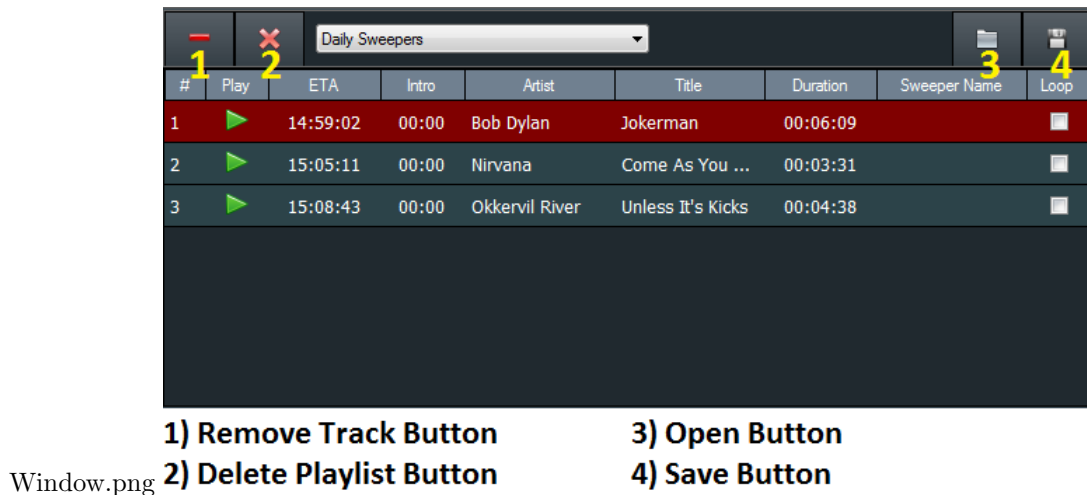 Daily Sweepers
1 2 3 4
# Play ETA Intro Artist Title Duration Sweeper Name Loop
1 14:59:02 00:00 Bob Dylan Jokerman 00:06:09
2 15:05:11 00:00 Nirvana Come As You ... 00:03:31
3 15:08:43 00:00 Okkervil River Unless It's Kicks 00:04:38
1) Remove Track Button 3) Open Button
Window.png 2) Delete Playlist Button 4) Save Button